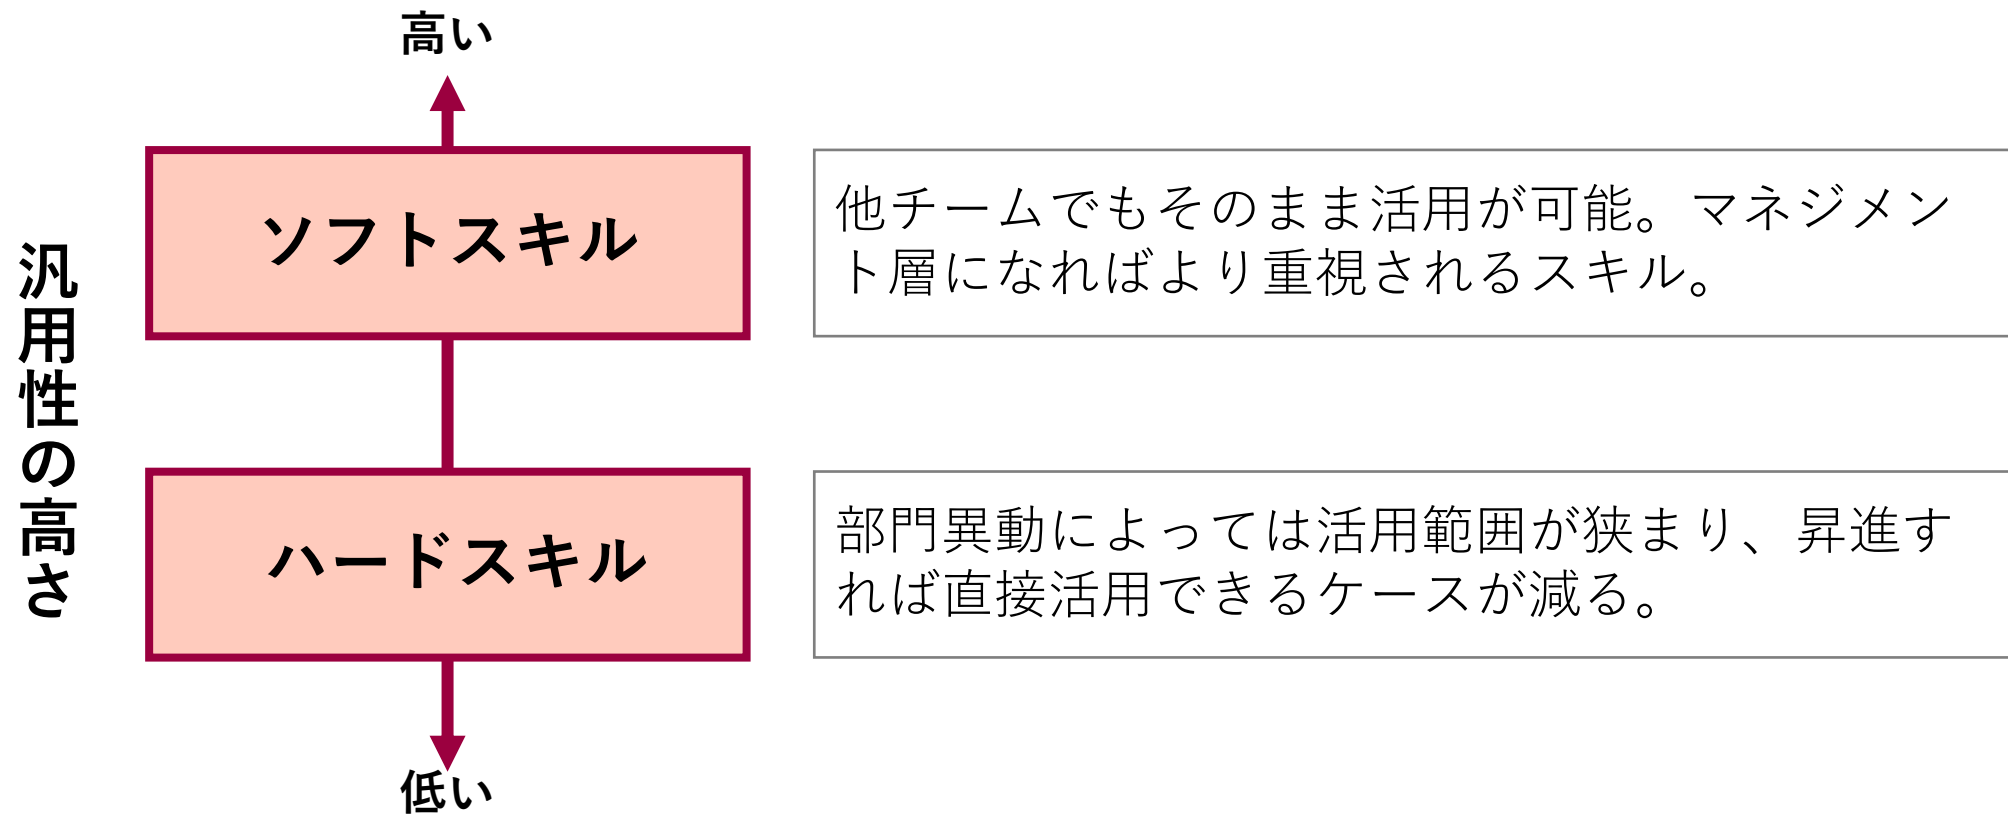 高い
汎用性の高さ
ソフトスキル
他チームでもそのまま活用が可能。マネジメン
ト層になればより重視されるスキル。
ハードスキル
部門異動によっては活用範囲が狭まり、昇進す
れば直接活用できるケースが減る。
低い